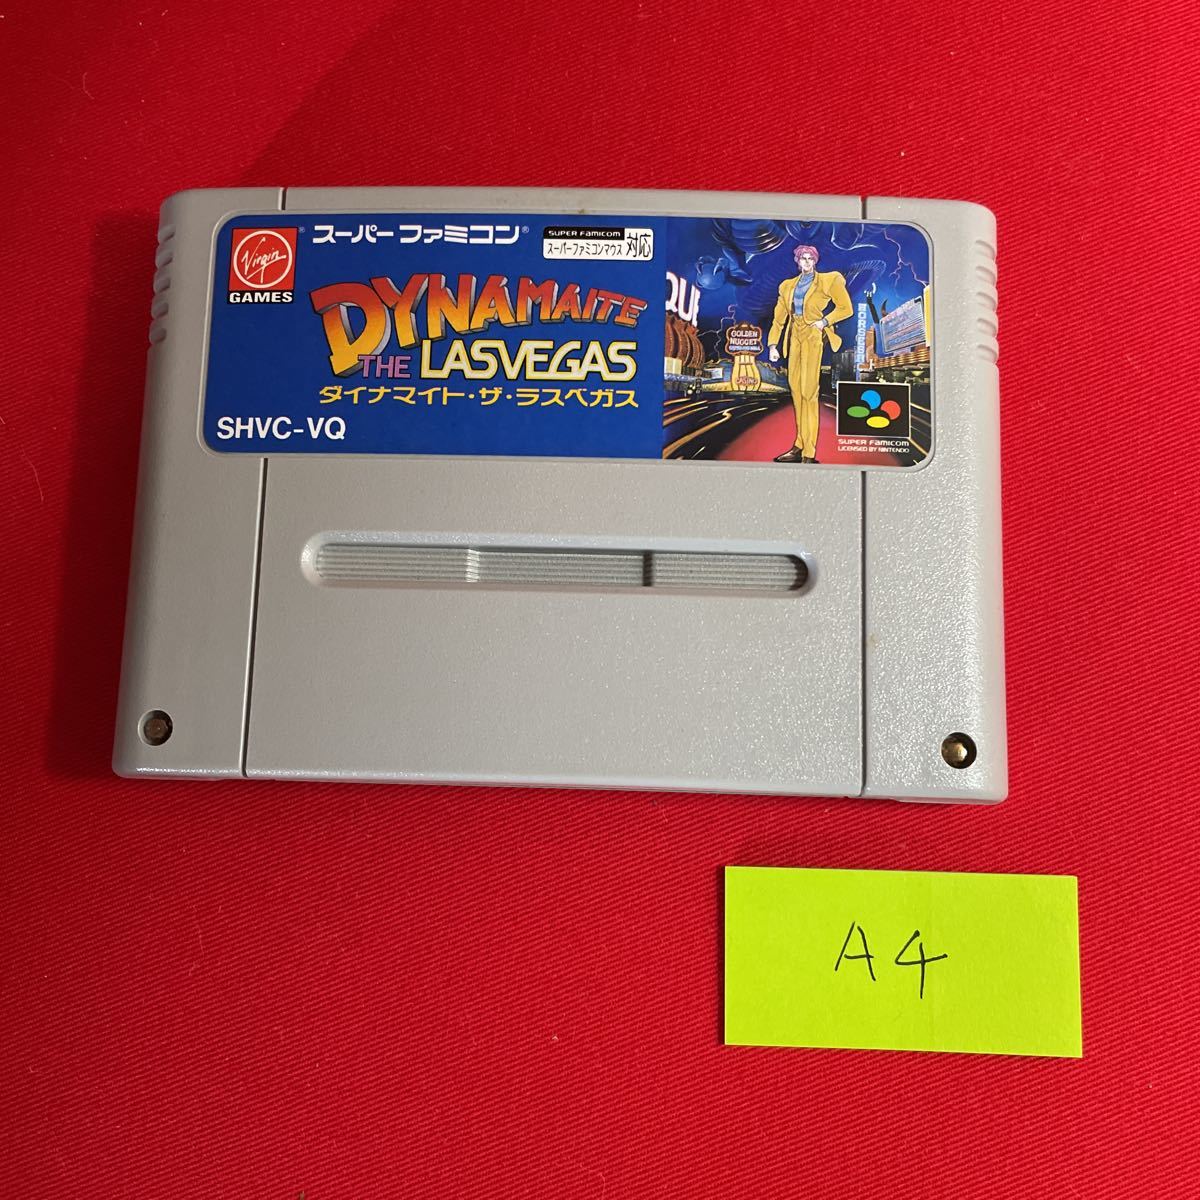 Virgin
GAMES
スーパーファミコン®
SUPER FAMICOM
スーパーファミコンマウス対応
DYNAMAITE
THE LASVEGAS
ダイナマイト・ザ・ラスベガス
SHVC-VQ
QUE
GOLDEN
NUGGET
CASINO
SUPER FAMICOM
LICENSED BY NINTENDO
A4